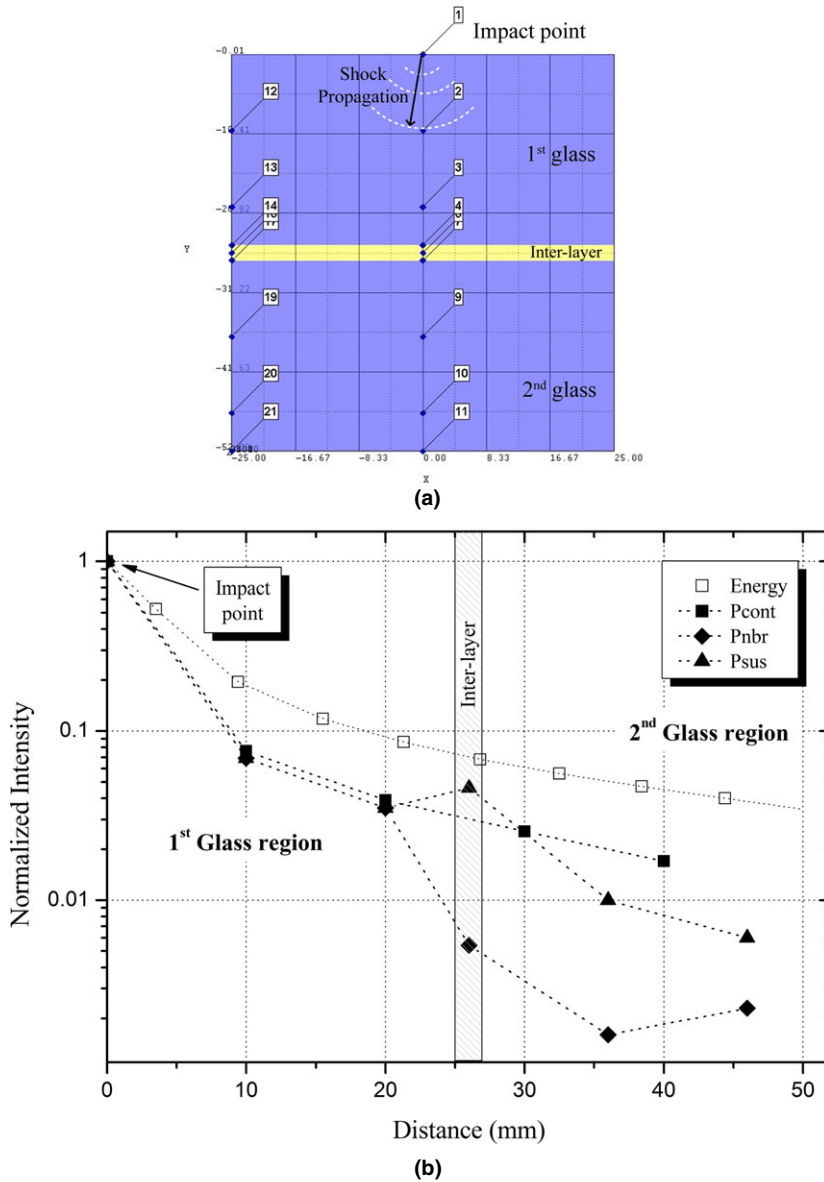 1
Impact point
-0.01
Shock
Propagation
12
2
1st glass
13
3
14
4
Y
Inter-layer
-31.22
19
9
-41.63
20
10
2nd glass
21
11
-25.00 -16.67 -8.33 0.00 8.33 16.67 25.00
X
(a)
1
Impact
point
Energy
Pcont
Pnbr
Psus
Inter-layer
0.1
2nd Glass region
1st Glass region
0.01
Normalized Intensity
0 10 20 30 40 50
Distance (mm)
(b)